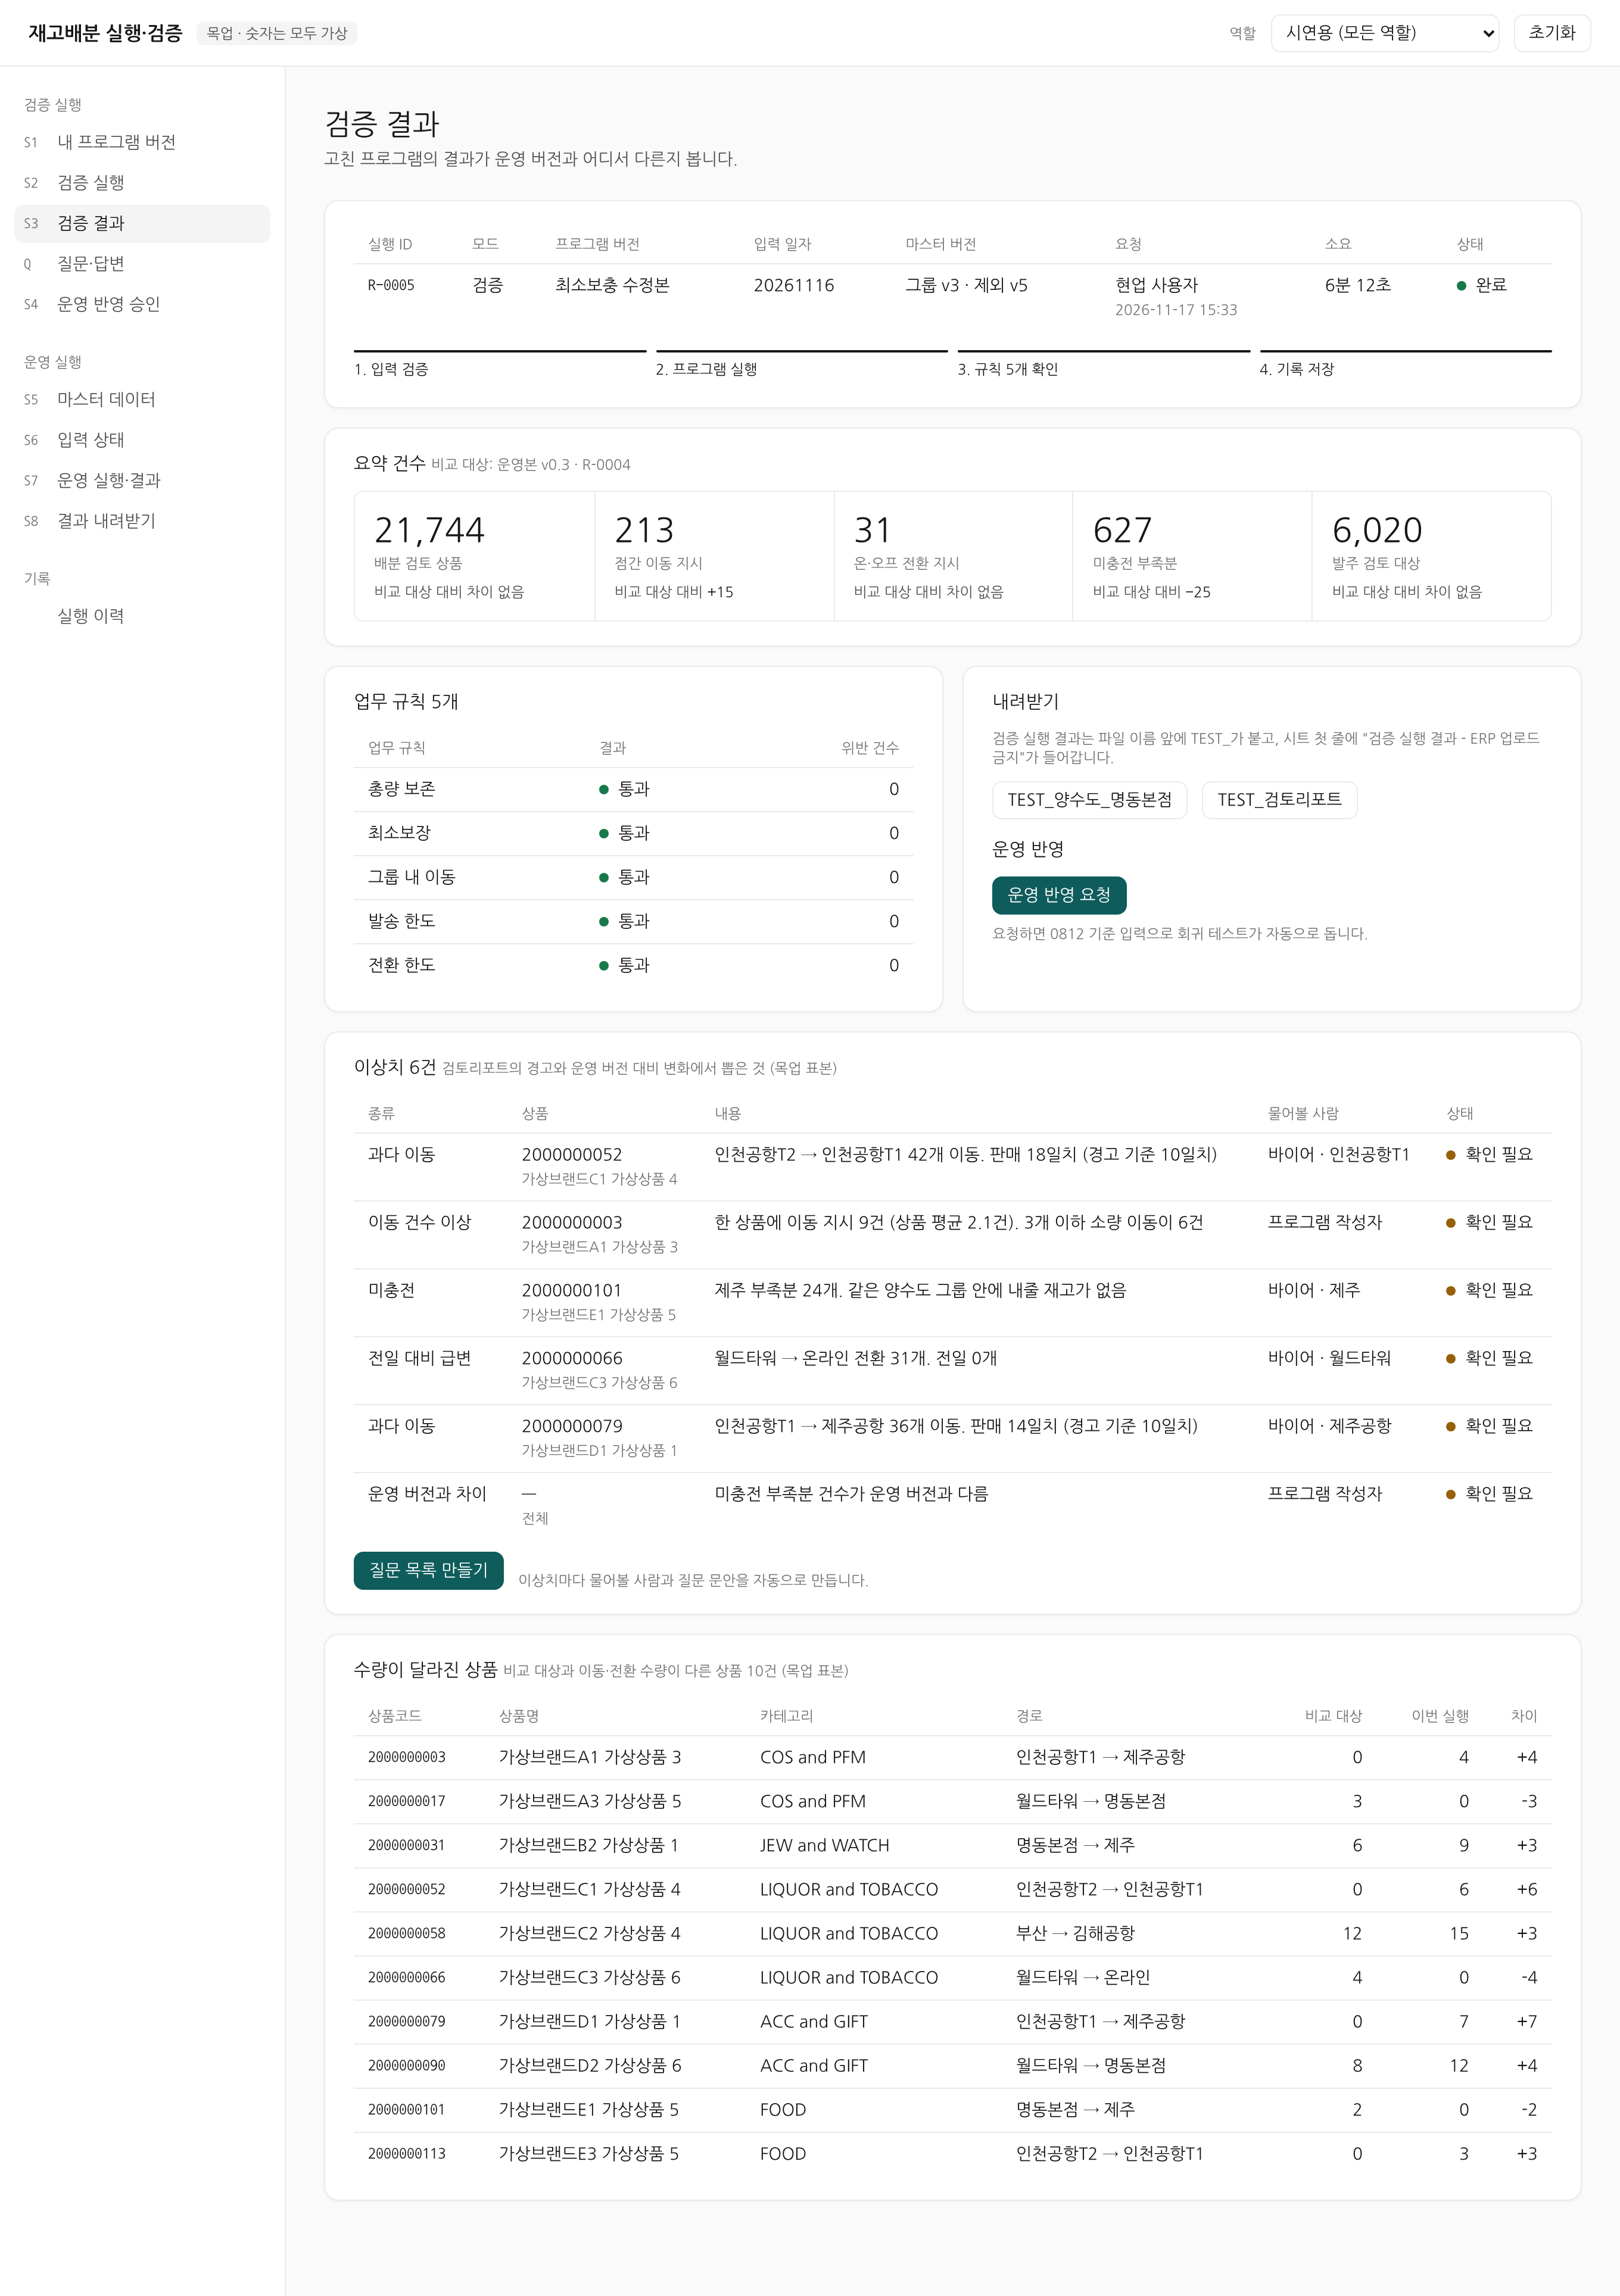 재고배분 실행·검증 목업 · 숫자는 모두 가상 역할 시연용 (모든 역할) 초기화
검증 실행
S1 내 프로그램 버전
S2 검증 실행
S3 검증 결과
Q 질문·답변
S4 운영 반영 승인
운영 실행
S5 마스터 데이터
S6 입력 상태
S7 운영 실행·결과
S8 결과 내려받기
기록
실행 이력
검증 결과
고친 프로그램의 결과가 운영 버전과 어디서 다른지 봅니다.
실행 ID 모드 프로그램 버전 입력 일자 마스터 버전 요청 소요 상태
R-0005 검증 최소보충 수정본 20261116 그룹 v3 · 제외 v5 현업 사용자 6분 12초 완료
2026-11-17 15:33
1. 입력 검증 2. 프로그램 실행 3. 규칙 5개 확인 4. 기록 저장
요약 건수 비교 대상: 운영본 v0.3 · R-0004
21,744 213 31 627 6,020
배분 검토 상품 점간 이동 지시 온·오프 전환 지시 미충전 부족분 발주 검토 대상
비교 대상 대비 차이 없음 비교 대상 대비 +15 비교 대상 대비 차이 없음 비교 대상 대비 −25 비교 대상 대비 차이 없음
업무 규칙 5개
업무 규칙 결과 위반 건수
총량 보존 통과 0
최소보장 통과 0
그룹 내 이동 통과 0
발송 한도 통과 0
전환 한도 통과 0
내려받기
검증 실행 결과는 파일 이름 앞에 TEST_가 붙고, 시트 첫 줄에 "검증 실행 결과 - ERP 업로드
금지"가 들어갑니다.
TEST_양수도_명동본점 TEST_검토리포트
운영 반영
운영 반영 요청
요청하면 0812 기준 입력으로 회귀 테스트가 자동으로 돕니다.
이상치 6건 검토리포트의 경고와 운영 버전 대비 변화에서 뽑은 것 (목업 표본)
종류 상품 내용 물어볼 사람 상태
과다 이동 2000000052 인천공항T2 → 인천공항T1 42개 이동. 판매 18일치 (경고 기준 10일치) 바이어 · 인천공항T1 확인 필요
가상브랜드C1 가상상품 4
이동 건수 이상 2000000003 한 상품에 이동 지시 9건 (상품 평균 2.1건). 3개 이하 소량 이동이 6건 프로그램 작성자 확인 필요
가상브랜드A1 가상상품 3
미충전 2000000101 제주 부족분 24개. 같은 양수도 그룹 안에 내줄 재고가 없음 바이어 · 제주 확인 필요
가상브랜드E1 가상상품 5
전일 대비 급변 2000000066 월드타워 → 온라인 전환 31개. 전일 0개 바이어 · 월드타워 확인 필요
가상브랜드C3 가상상품 6
과다 이동 2000000079 인천공항T1 → 제주공항 36개 이동. 판매 14일치 (경고 기준 10일치) 바이어 · 제주공항 확인 필요
가상브랜드D1 가상상품 1
운영 버전과 차이 — 미충전 부족분 건수가 운영 버전과 다름 프로그램 작성자 확인 필요
전체
질문 목록 만들기 이상치마다 물어볼 사람과 질문 문안을 자동으로 만듭니다.
수량이 달라진 상품 비교 대상과 이동·전환 수량이 다른 상품 10건 (목업 표본)
상품코드 상품명 카테고리 경로 비교 대상 이번 실행 차이
2000000003 가상브랜드A1 가상상품 3 COS and PFM 인천공항T1 → 제주공항 0 4 +4
2000000017 가상브랜드A3 가상상품 5 COS and PFM 월드타워 → 명동본점 3 0 -3
2000000031 가상브랜드B2 가상상품 1 JEW and WATCH 명동본점 → 제주 6 9 +3
2000000052 가상브랜드C1 가상상품 4 LIQUOR and TOBACCO 인천공항T2 → 인천공항T1 0 6 +6
2000000058 가상브랜드C2 가상상품 4 LIQUOR and TOBACCO 부산 → 김해공항 12 15 +3
2000000066 가상브랜드C3 가상상품 6 LIQUOR and TOBACCO 월드타워 → 온라인 4 0 -4
2000000079 가상브랜드D1 가상상품 1 ACC and GIFT 인천공항T1 → 제주공항 0 7 +7
2000000090 가상브랜드D2 가상상품 6 ACC and GIFT 월드타워 → 명동본점 8 12 +4
2000000101 가상브랜드E1 가상상품 5 FOOD 명동본점 → 제주 2 0 -2
2000000113 가상브랜드E3 가상상품 5 FOOD 인천공항T2 → 인천공항T1 0 3 +3